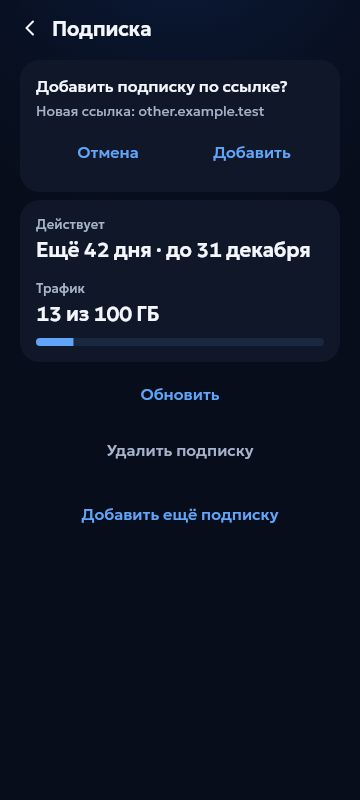 Подписка
Добавить подписку по ссылке?
Новая ссылка: other.example.test
Отмена
Добавить
Действует
Ещё 42 дня · до 31 декабря
Трафик
13 из 100 ГБ
Обновить
Удалить подписку
Добавить ещё подписку